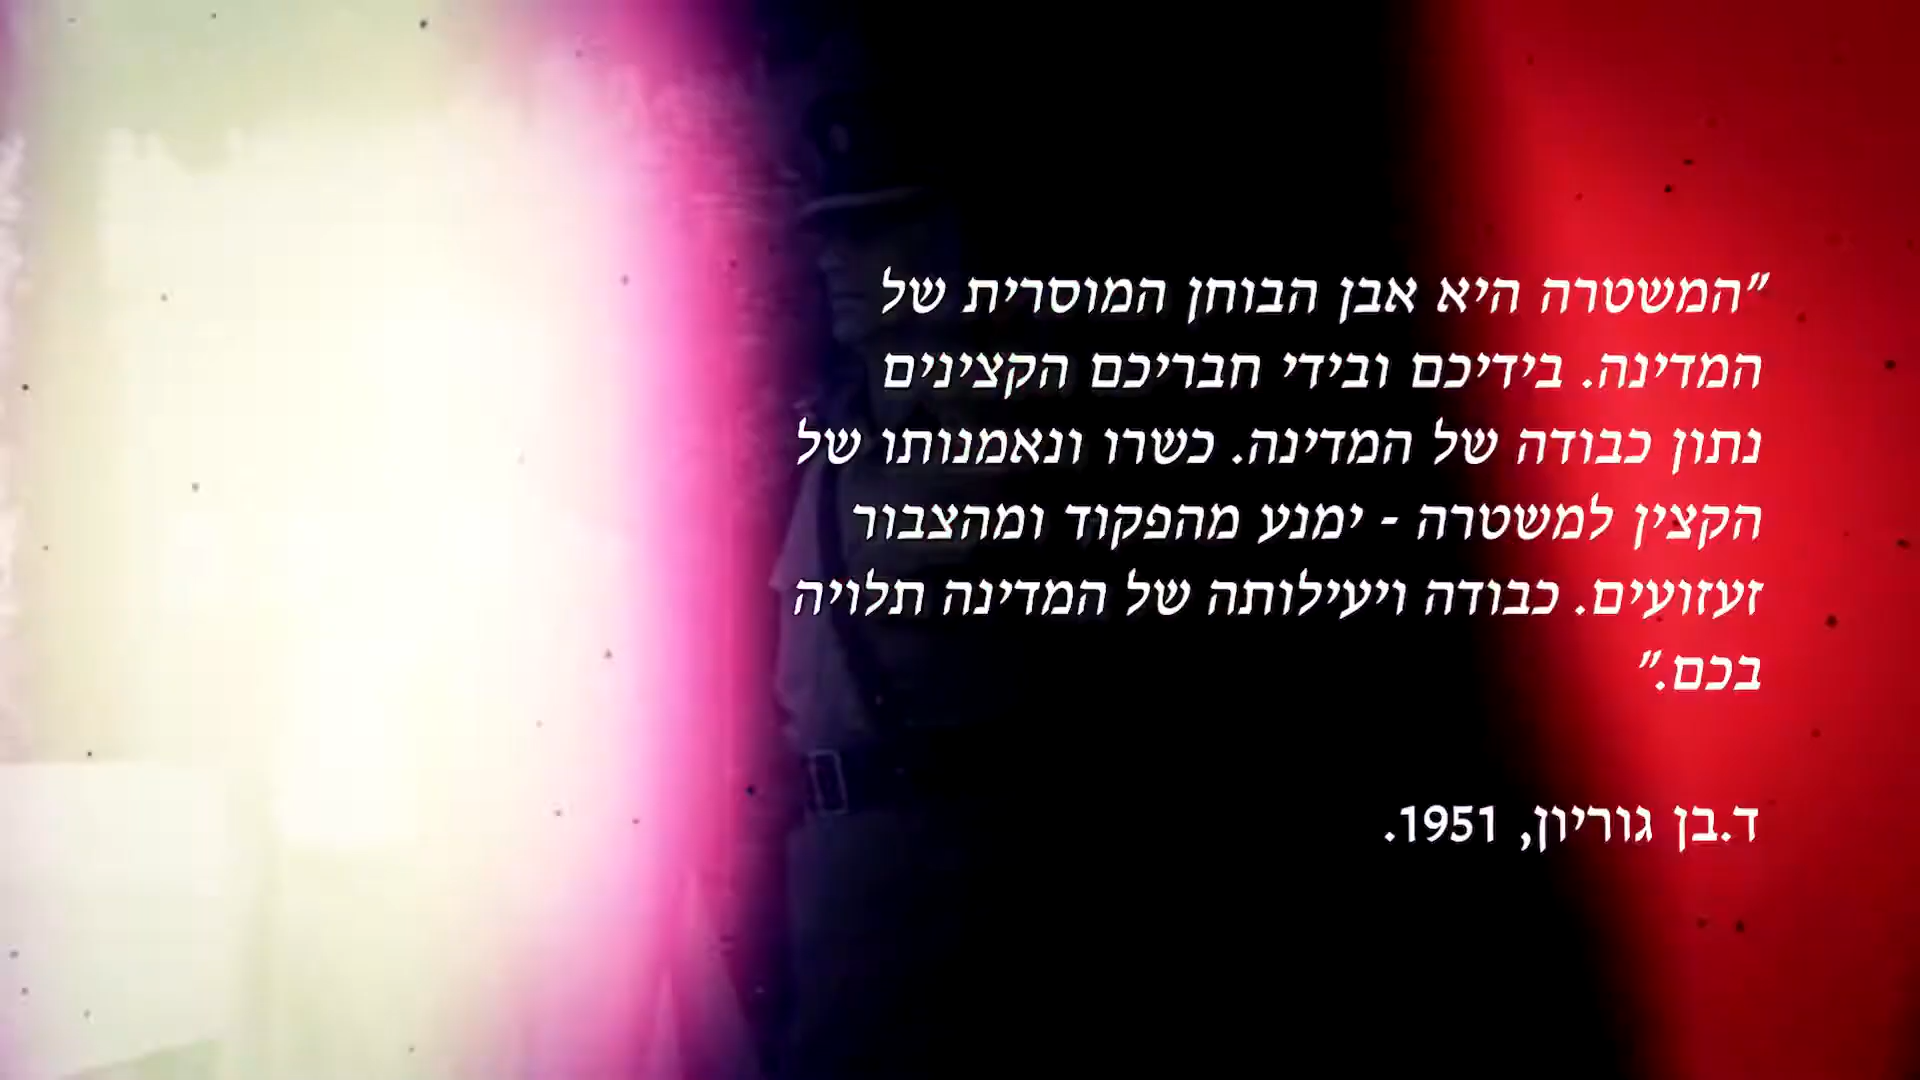 "המשטרה היא אבן הבוחן המוסרית של
המדינה. בידיכם ובידי חבריכם הקצינים
נתון כבודה של המדינה. כשרו ונאמנותו של
הקצין למשטרה - ימנע מהפקוד ומהצבור
זעזועים. כבודה ויעילותה של המדינה תלויה
בכם."
ד.בן גוריון, 1951.